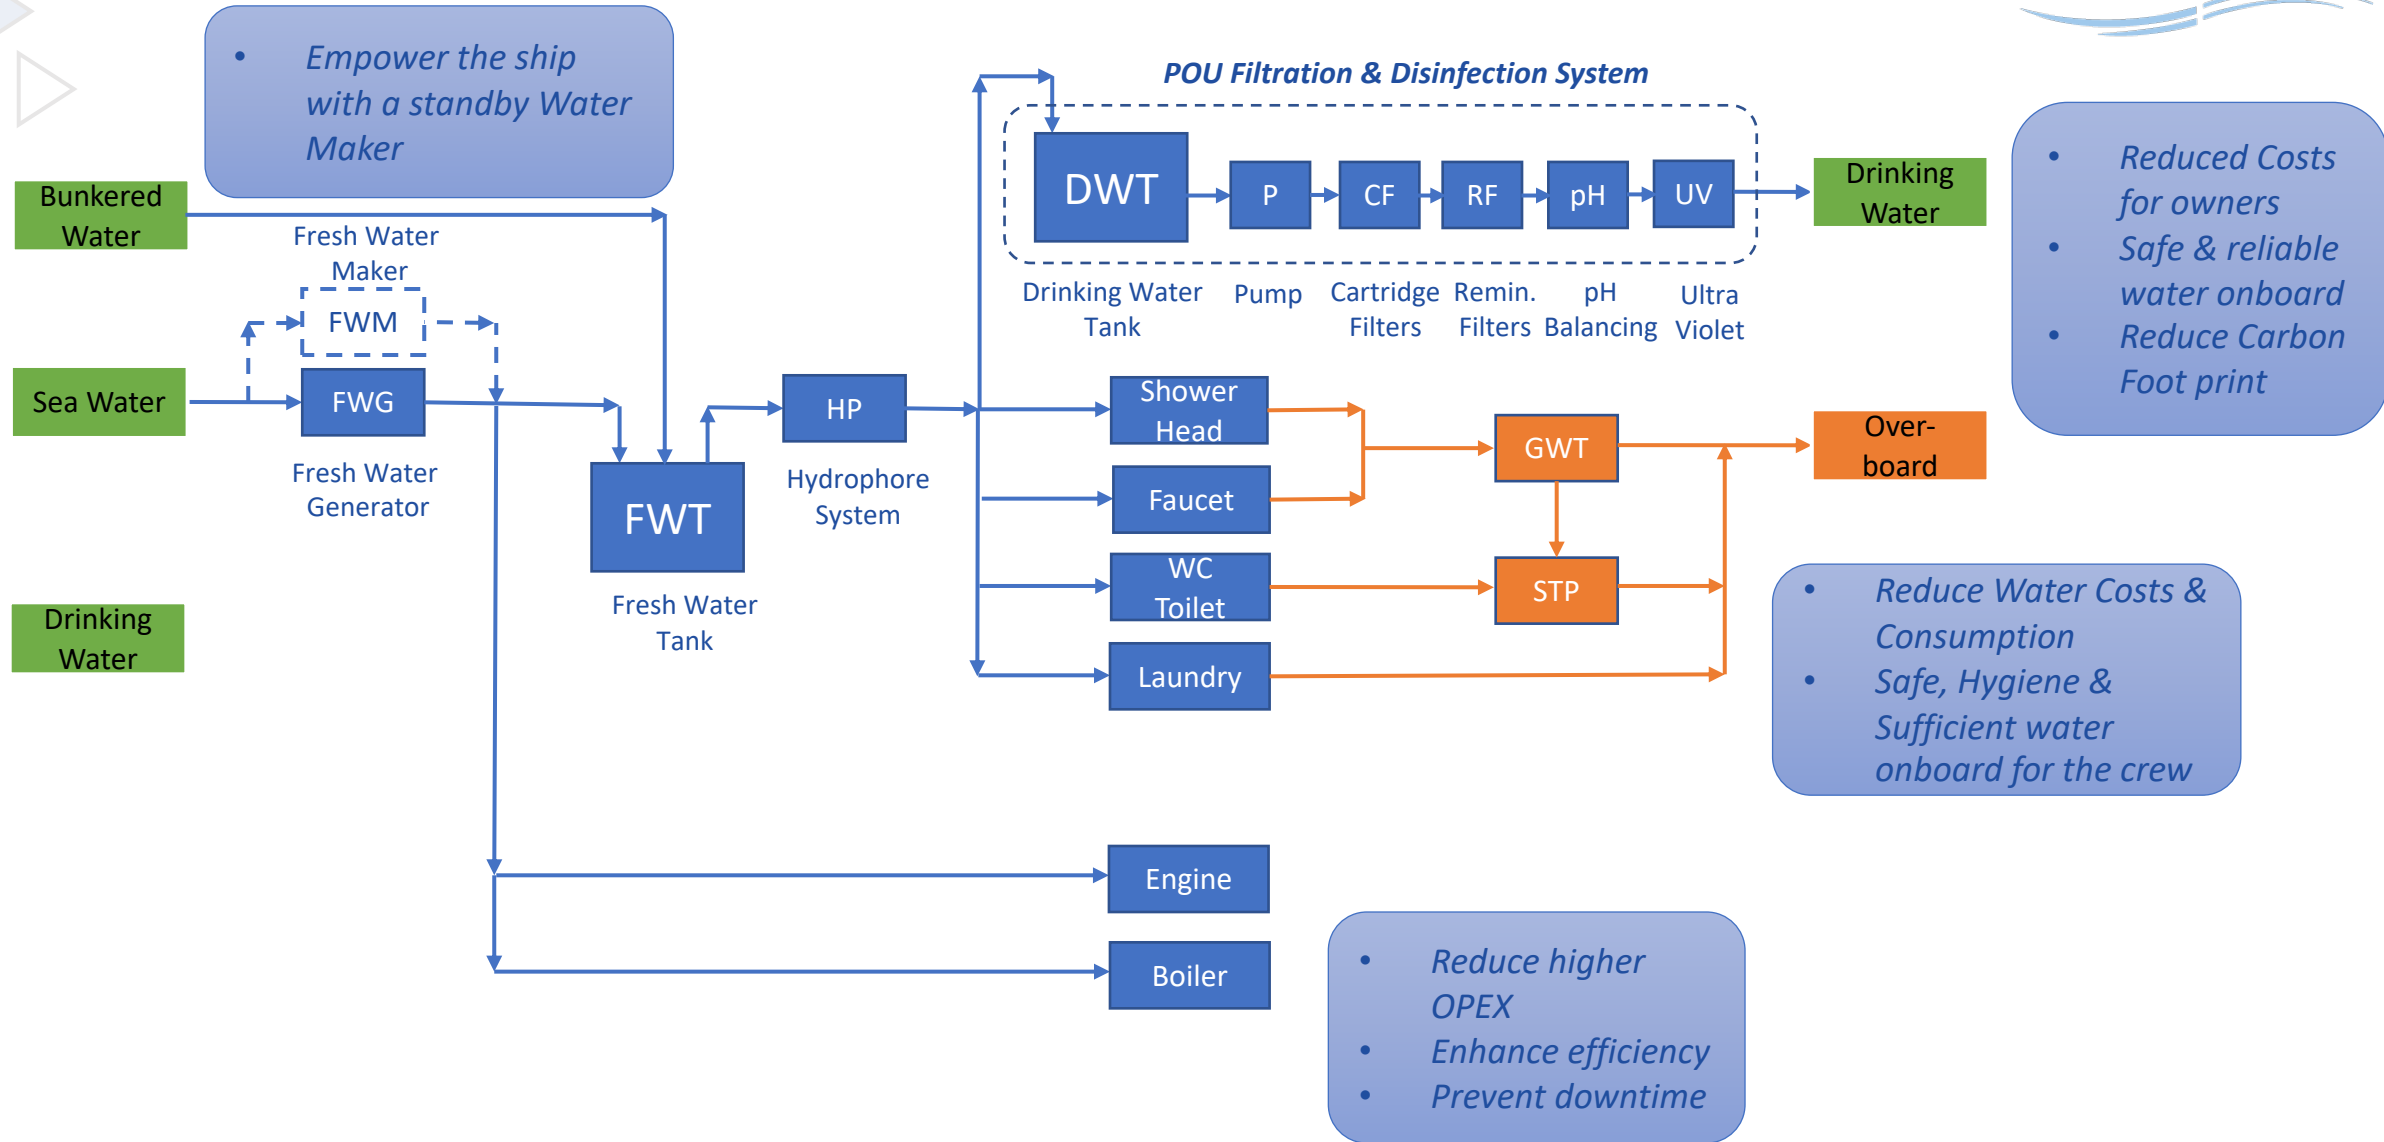 • Empower the ship
with a standby Water
Maker
POU Filtration & Disinfection System
• Reduced Costs
for owners
• Safe & reliable
water onboard
• Reduce Carbon
Foot print
Bunkered
Water
DWT
P
CF
RF
pH
UV
Drinking
Water
Drinking Water
Tank
Pump
Cartridge
Filters
Remin.
Filters
pH
Balancing
Ultra
Violet
Fresh Water
Maker
FWM
Sea Water
FWG
Fresh Water
Generator
FWT
Fresh Water
Tank
HP
Hydrophore
System
Shower
Head
Faucet
WC
Toilet
Laundry
GWT
STP
Over-
board
Drinking
Water
• Reduce Water Costs &
Consumption
• Safe, Hygiene &
Sufficient water
onboard for the crew
Engine
Boiler
• Reduce higher
OPEX
• Enhance efficiency
• Prevent downtime